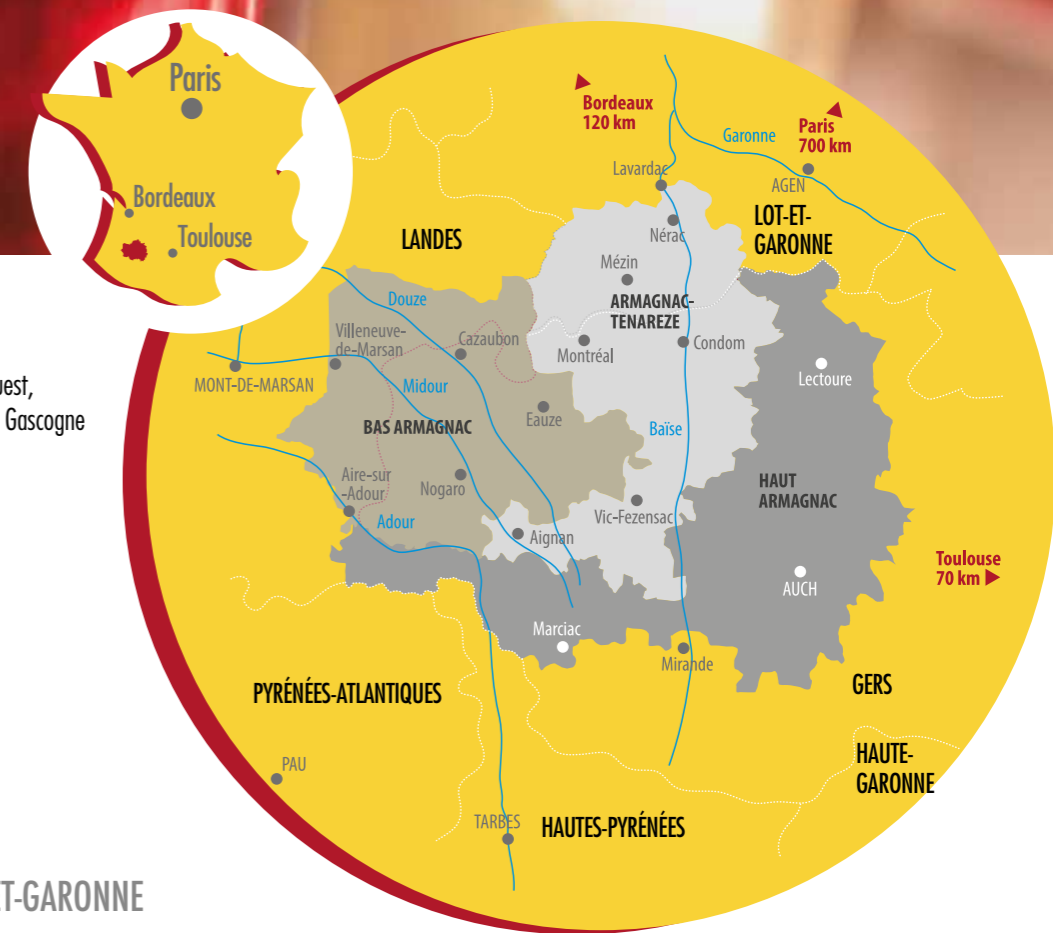 Paris
Bordeaux
Toulouse
Bordeaux
120 km
Paris
700 km
Garonne
Lavardac
AGEN
LOT-ET-
GARONNE
LANDES
Nérac
Mézin
ARMAGNAC-
TENAREZE
Douze
Villeneuve-
de-Marsan
Cazaubon
Montréal
Condom
MONT-DE-MARSAN
Lectoure
uest,
Gascogne
Midour
BAS ARMAGNAC
Eauze
Baïse
Aire-sur
-Adour
Nogaro
HAUT
ARMAGNAC
Adour
Vic-Fezensac
Aignan
Toulouse
70 km
AUCH
Marciac
Mirande
PYRÉNÉES-ATLANTIQUES
GERS
HAUTE-
GARONNE
PAU
TARBES
HAUTES-PYRÉNÉES
ET-GARONNE